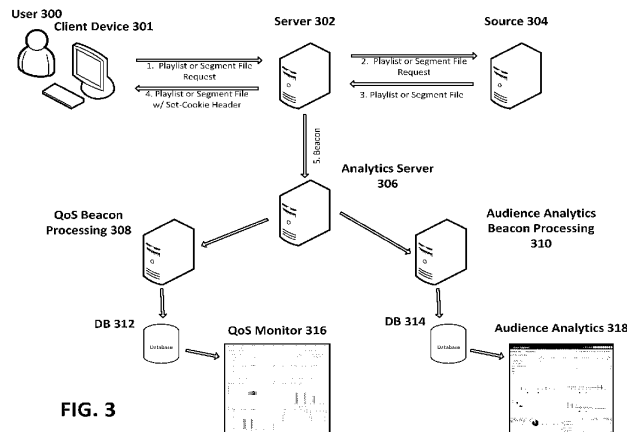 User 300
Client Device 301
Server 302
Source 304
1. Playlist or Segment File
Request
2. Playlist or Segment File
Request
4. Playlist or Segment File
w/ Set-Cookie Header
3. Playlist or Segment File
5. Beacon
Analytics Server
306
QoS Beacon
Processing 308
Audience Analytics
Beacon Processing
310
DB 312
Database
QoS Monitor 316
DB 314
Database
Audience Analytics 318
FIG. 3